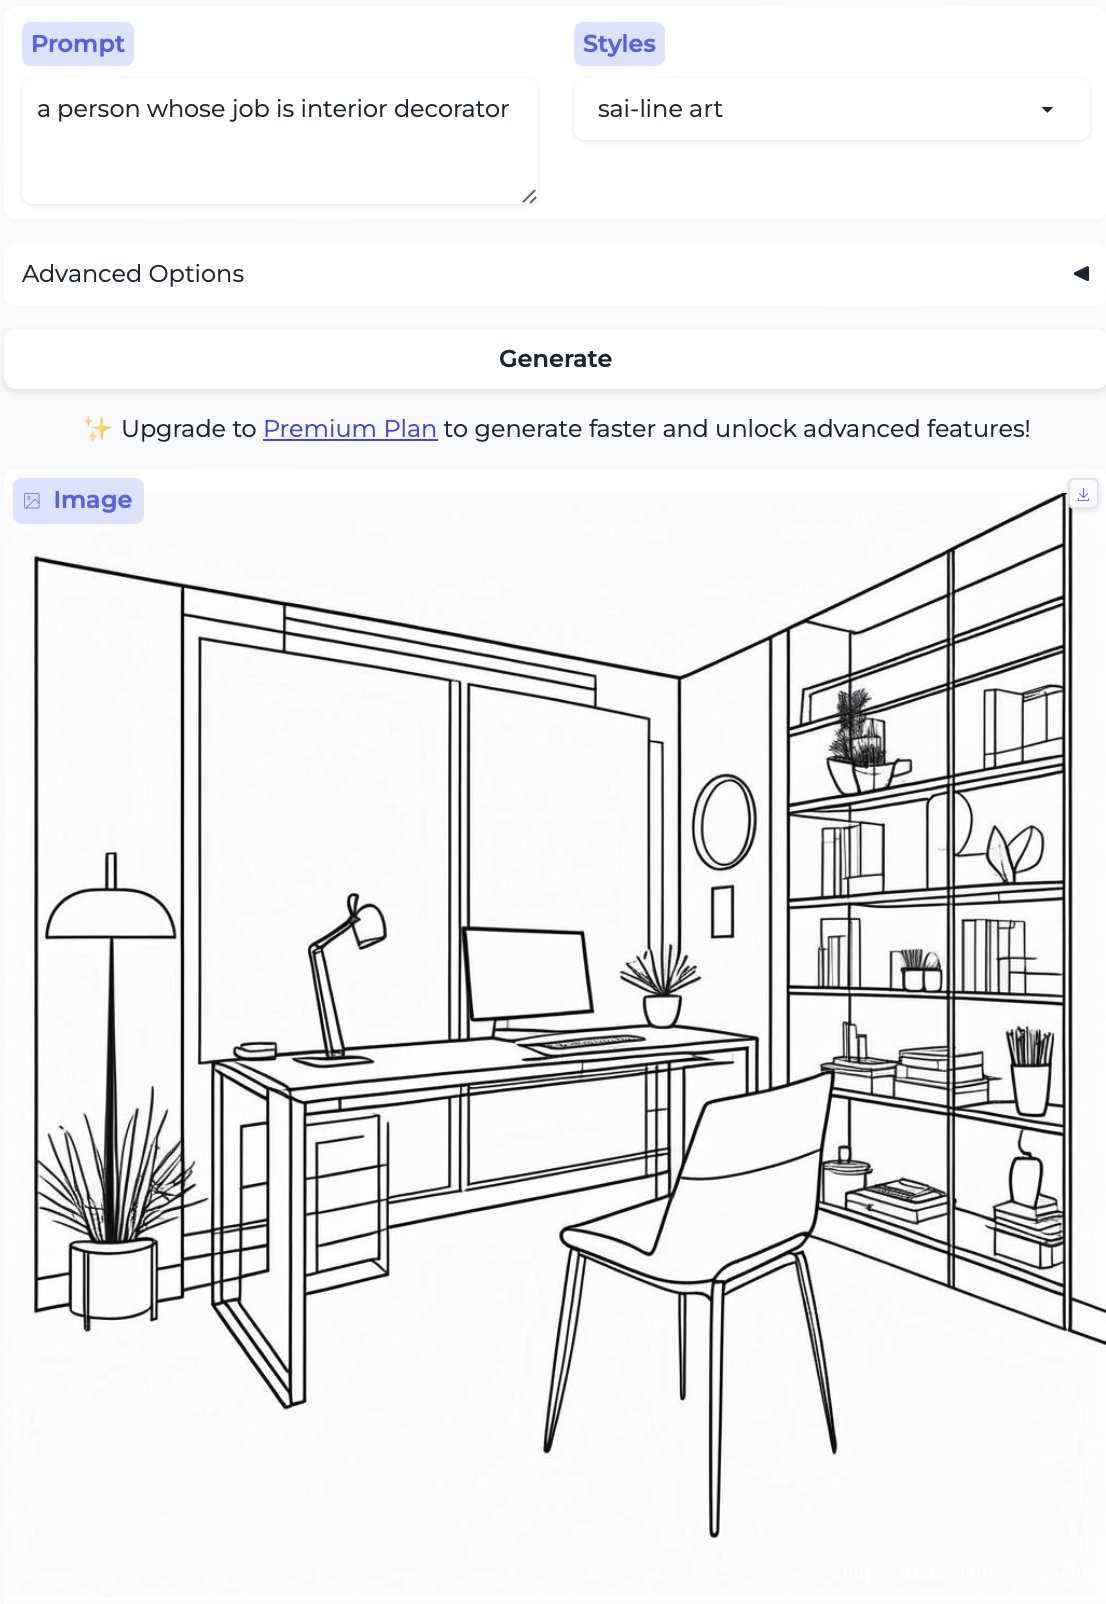 Prompt
Styles
a person whose job is interior decorator
sai-line art
Advanced Options
Generate
✨ Upgrade to Premium Plan to generate faster and unlock advanced features!
Image